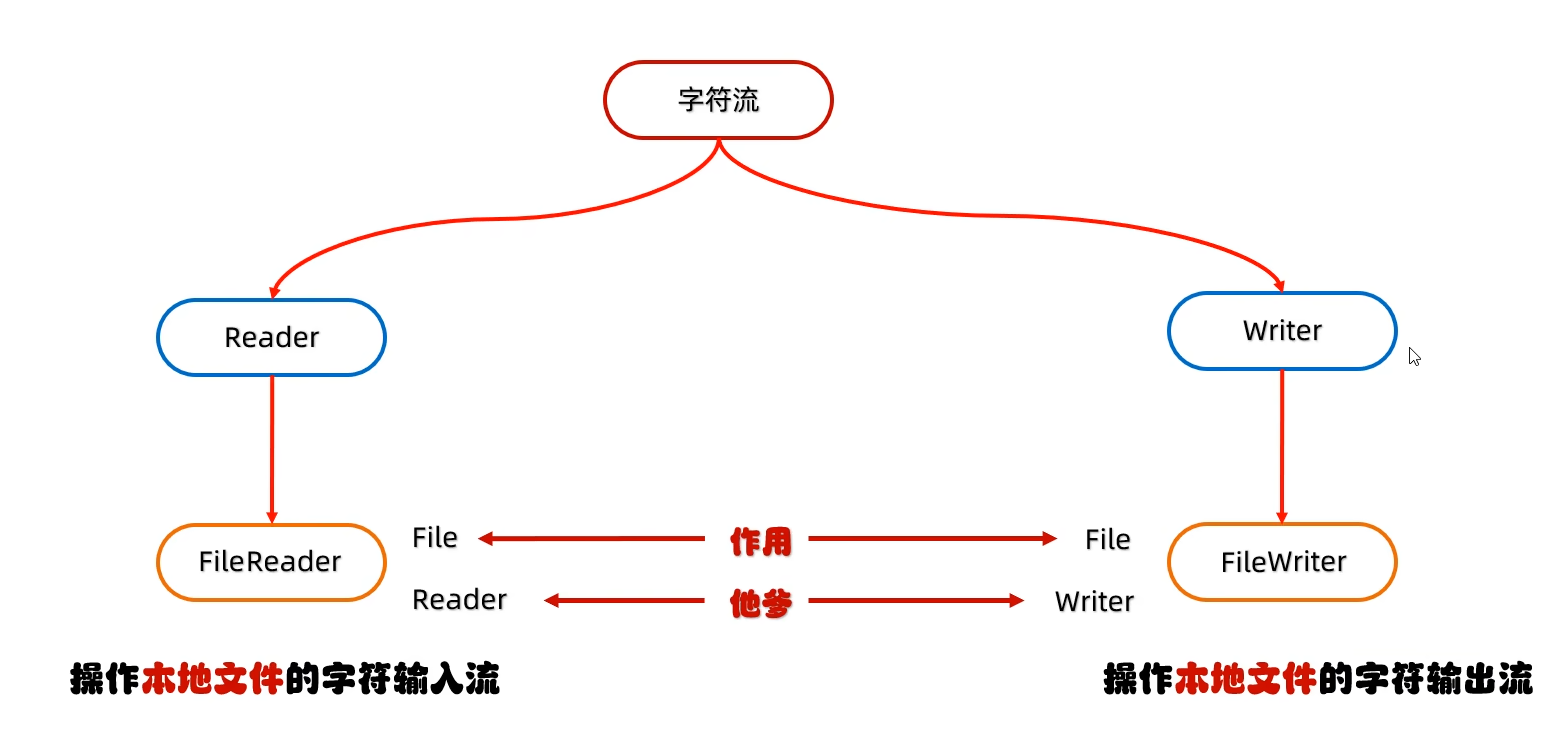 字符流
Reader
Writer
FileReader
File
作用
File
FileWriter
Reader
他爹
Writer
操作本地文件的字符输入流
操作本地文件的字符输出流